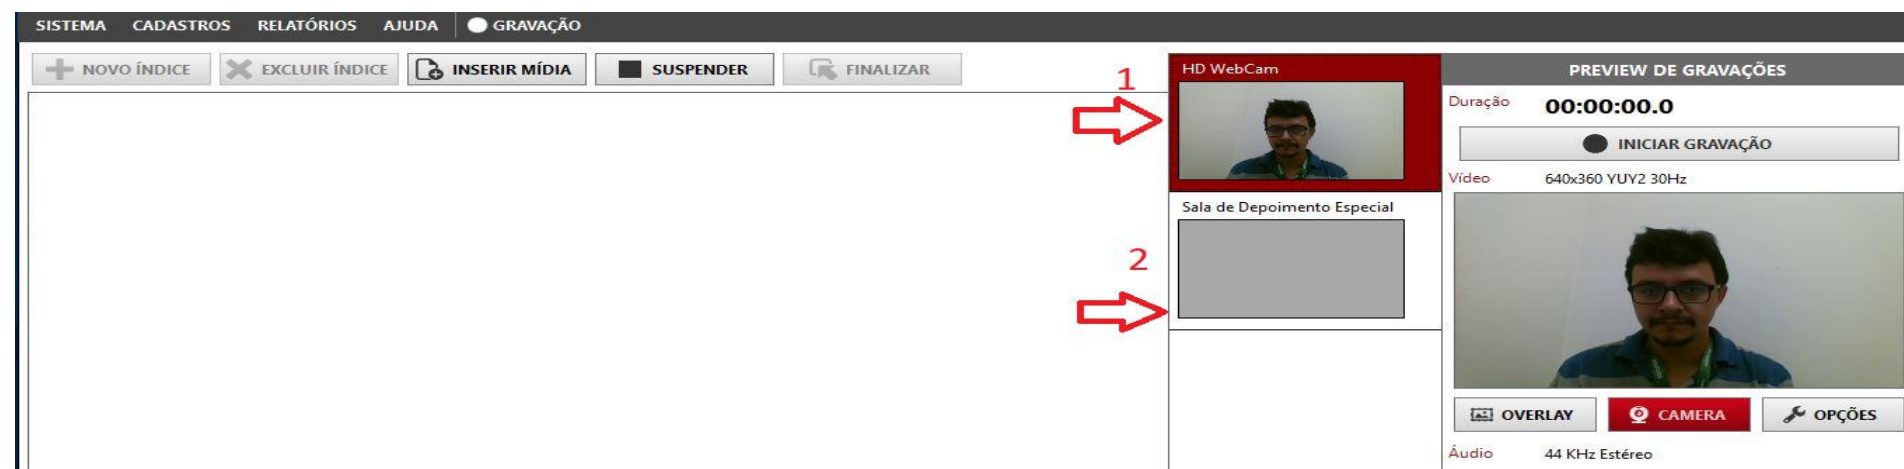 SISTEMA CADASTROS RELATÓRIOS AJUDA GRAVAÇÃO
NOVO ÍNDICE EXCLUIR ÍNDICE INSERIR MÍDIA SUSPENDER FINALIZAR
1
2
HD WebCam
Sala de Depoimento Especial
PREVIEW DE GRAVAÇÕES
Duração 00:00:00.0
INICIAR GRAVAÇÃO
Vídeo 640x360 YUY2 30Hz
OVERLAY CAMERA OPÇÕES
Áudio 44 KHz Estéreo